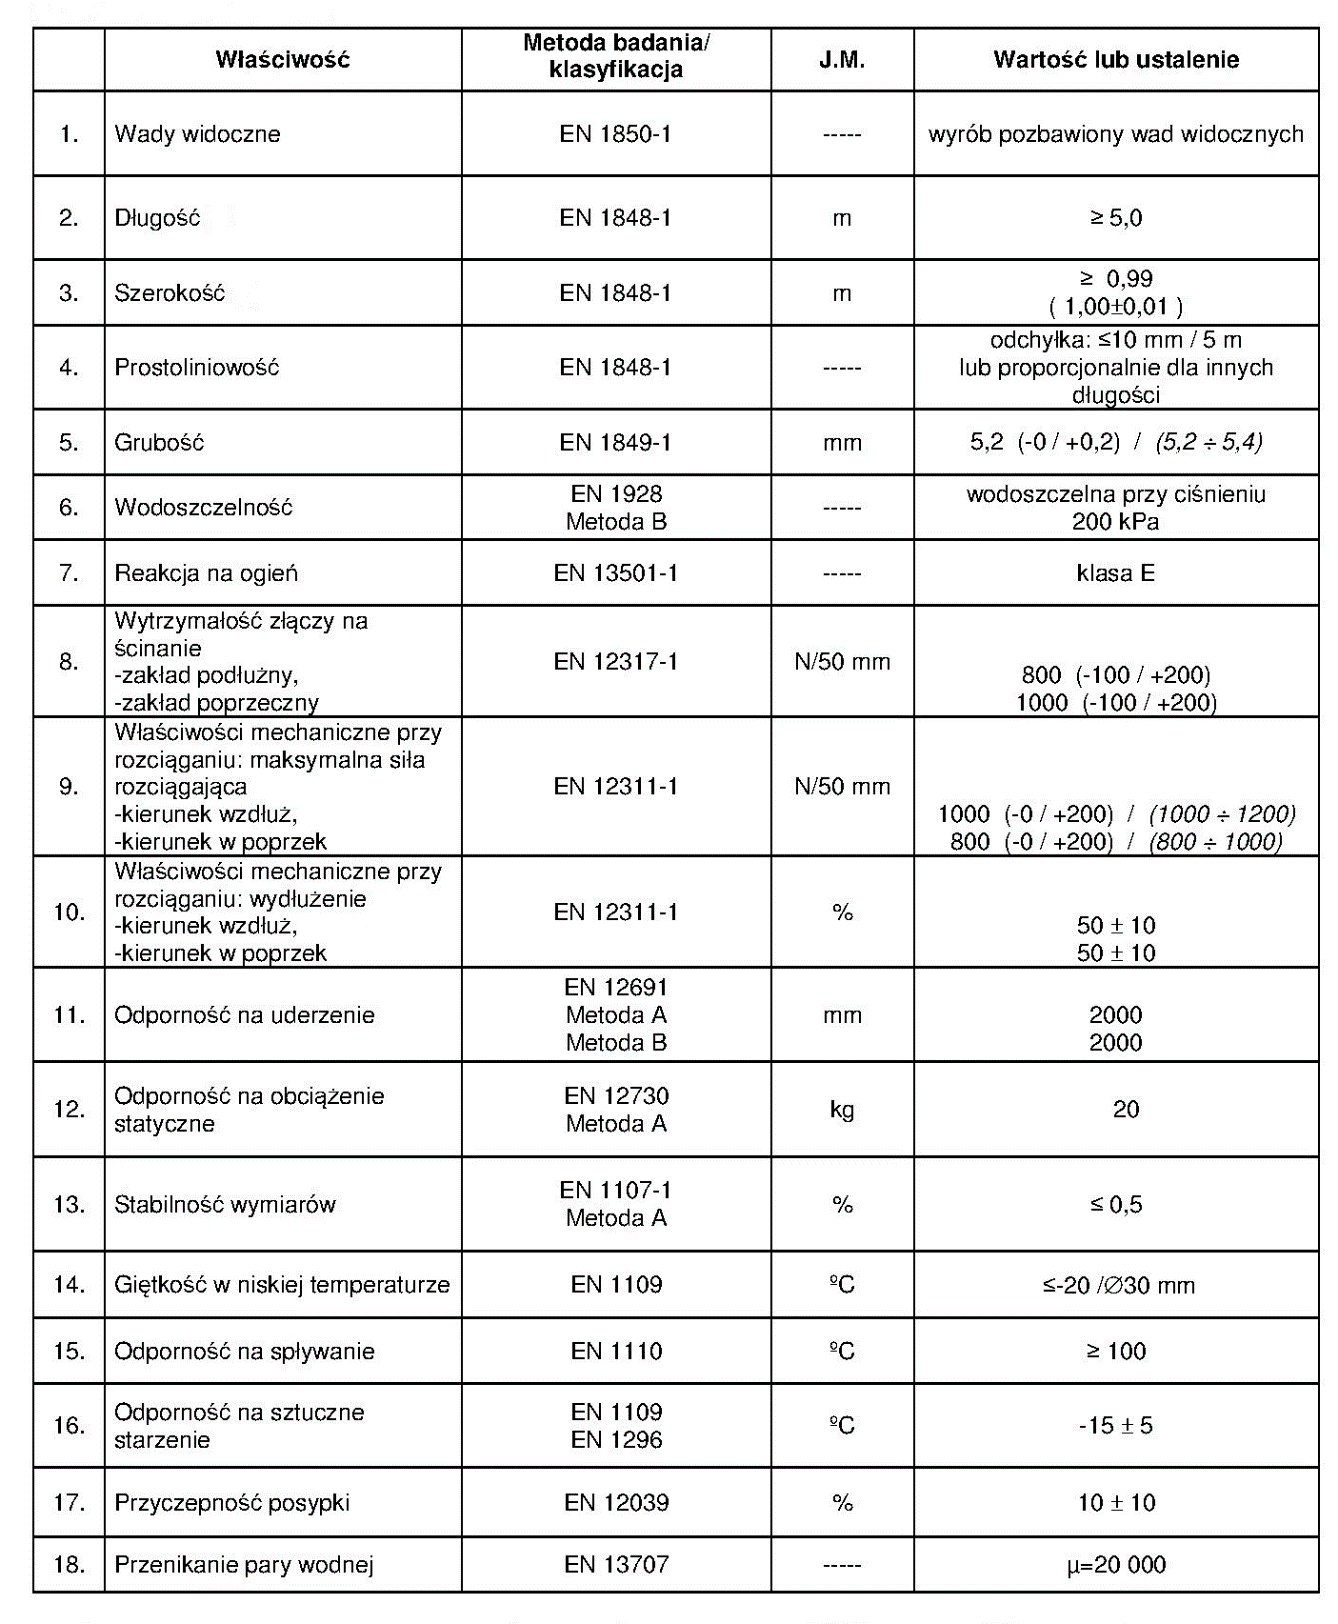 Właściwość
Metoda badania/
klasyfikacja
J.M.
Wartość lub ustalenie
1.
Wady widoczne
EN 1850-1
-----
wyrób pozbawiony wad widocznych
2.
Długość
EN 1848-1
m
≥ 5,0
3.
Szerokość
EN 1848-1
m
≥ 0,99
( 1,00±0,01 )
4.
Prostoliniowość
EN 1848-1
-----
odchyłka: ≤10 mm / 5 m
lub proporcjonalnie dla innych
długości
5.
Grubość
EN 1849-1
mm
5,2 (-0 / +0,2) / (5,2 ÷ 5,4)
6.
Wodoszczelność
EN 1928
Metoda B
-----
wodoszczelna przy ciśnieniu
200 kPa
7.
Reakcja na ogień
EN 13501-1
-----
klasa E
8.
Wytrzymałość złączy na
ścinanie
-zakład podłużny,
-zakład poprzeczny
EN 12317-1
N/50 mm
800 (-100 / +200)
1000 (-100 / +200)
9.
Właściwości mechaniczne przy
rozciąganiu: maksymalna siła
rozciągająca
-kierunek wzdłuż,
-kierunek w poprzek
EN 12311-1
N/50 mm
1000 (-0 / +200) / (1000 ÷ 1200)
800 (-0 / +200) / (800 ÷ 1000)
10.
Właściwości mechaniczne przy
rozciąganiu: wydłużenie
-kierunek wzdłuż,
-kierunek w poprzek
EN 12311-1
%
50 ± 10
50 ± 10
11.
Odporność na uderzenie
EN 12691
Metoda A
Metoda B
mm
2000
2000
12.
Odporność na obciążenie
statyczne
EN 12730
Metoda A
kg
20
13.
Stabilność wymiarów
EN 1107-1
Metoda A
%
≤ 0,5
14.
Giętkość w niskiej temperaturze
EN 1109
ºC
≤-20 /∅30 mm
15.
Odporność na spływanie
EN 1110
ºC
≥ 100
16.
Odporność na sztuczne
starzenie
EN 1109
EN 1296
ºC
-15 ± 5
17.
Przyczepność posypki
EN 12039
%
10 ± 10
18.
Przenikanie pary wodnej
EN 13707
-----
µ=20 000